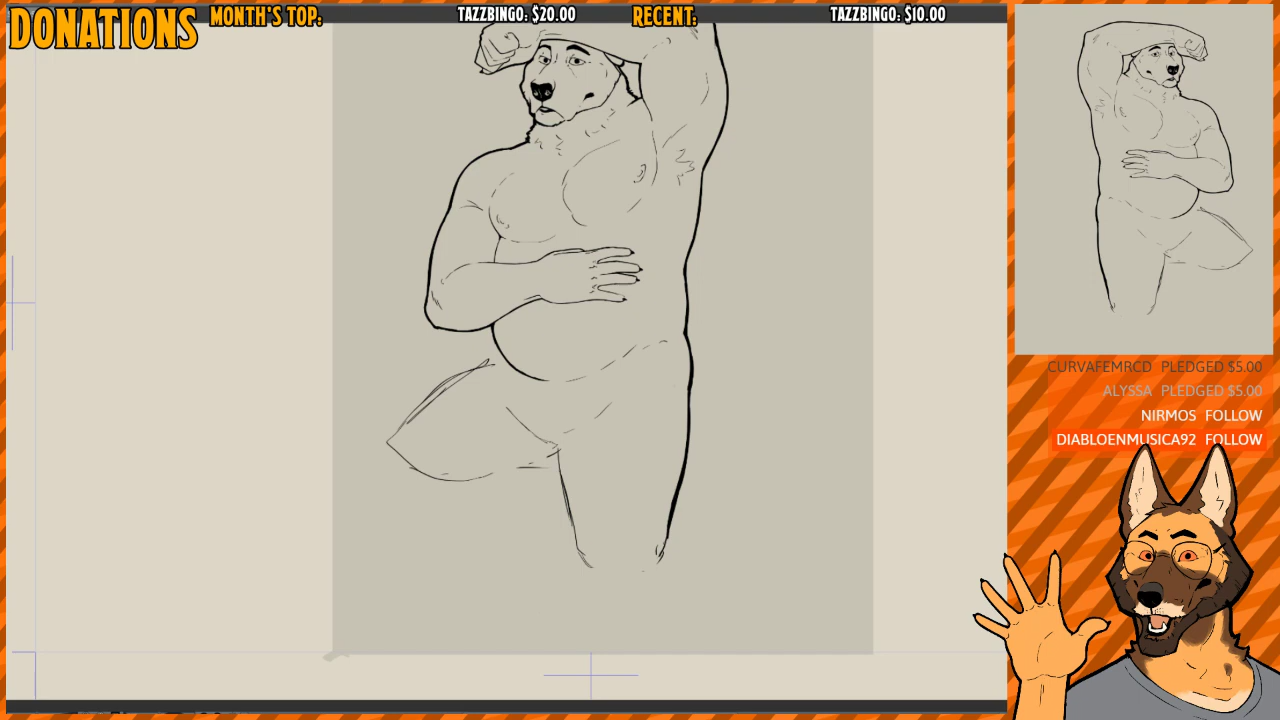 DONATIONS
MONTH'S TOP:
TAZZBINGO: $20.00
RECENT:
TAZZBINGO: $10.00
CURVAFEMRCD PLEDGED $5.00
ALYSSA PLEDGED $5.00
NIRMOS FOLLOW
DIABLOENMUSICA92 FOLLOW